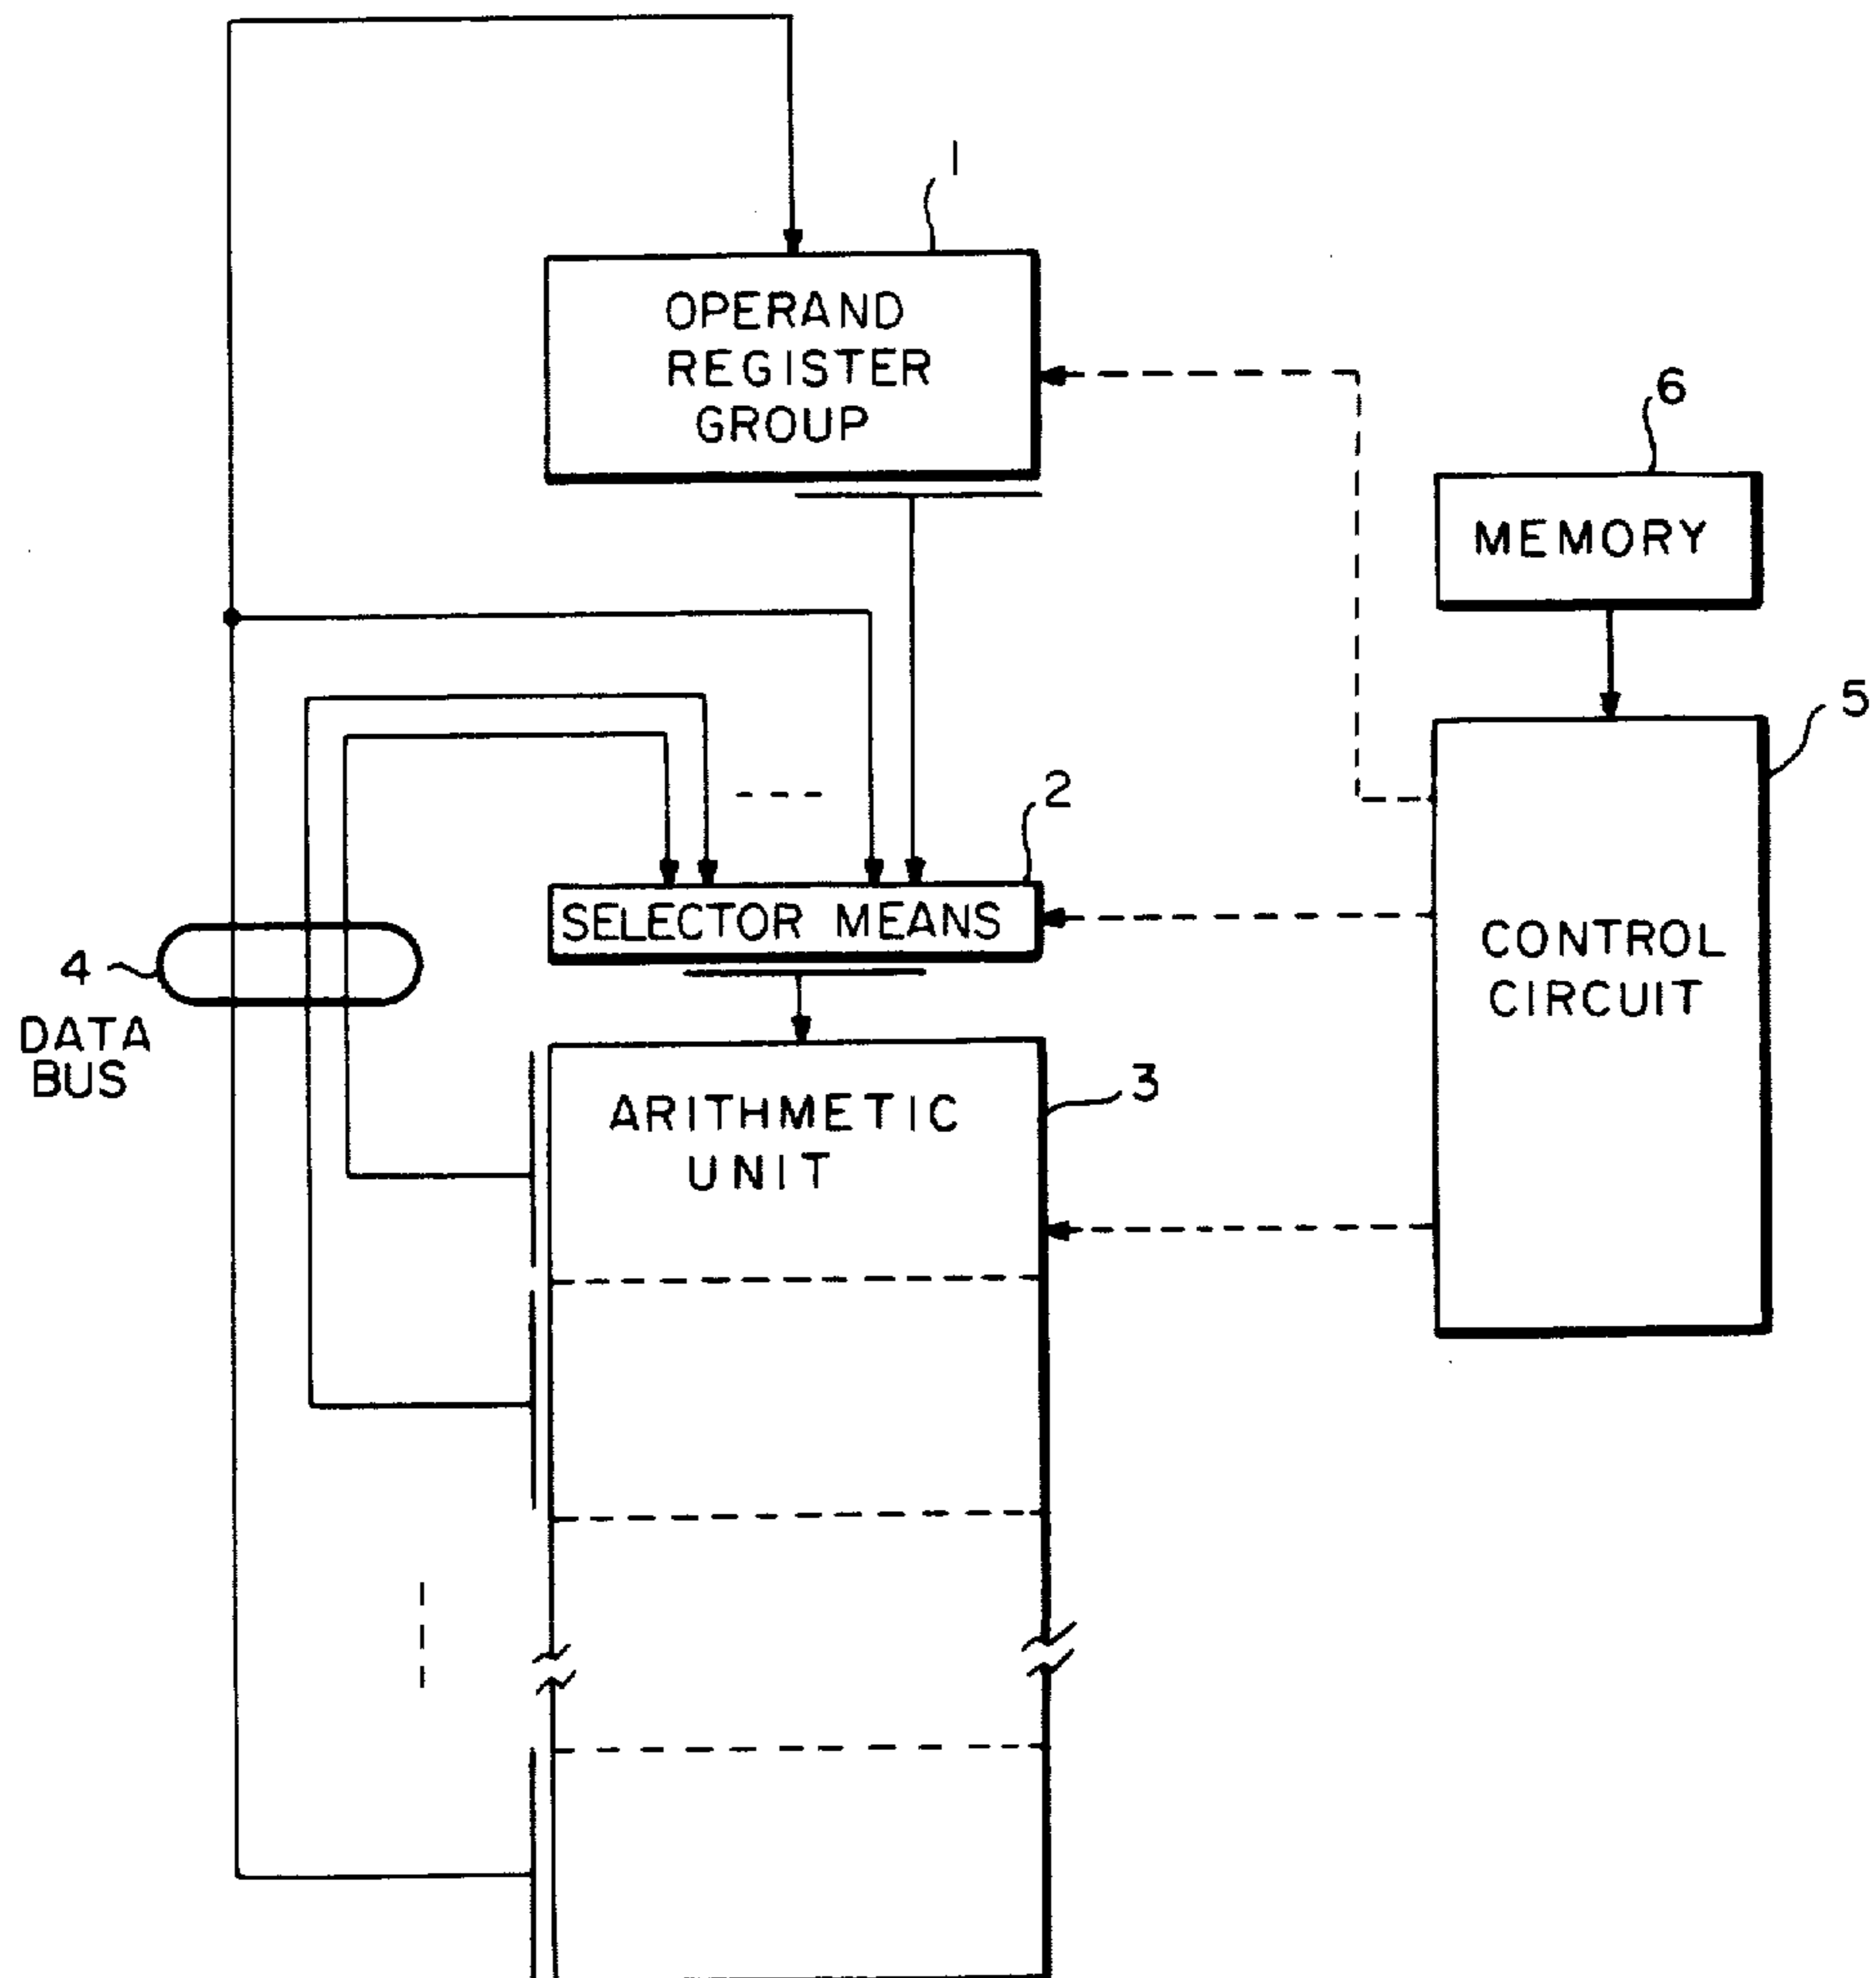 1
OPERAND
REGISTER
GROUP
6
MEMORY
5
2
SELECTOR MEANS
CONTROL
CIRCUIT
4
DATA
BUS
3
ARITHMETIC
UNIT